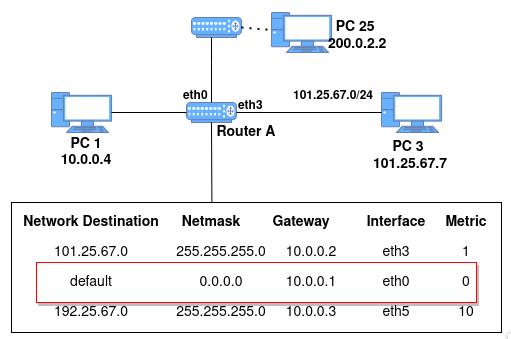 PC 25
200.0.2.2
eth0
eth3
101.25.67.0/24
Router A
PC 1
10.0.0.4
PC 3
101.25.67.7
Network Destination Netmask Gateway Interface Metric
101.25.67.0 255.255.255.0 10.0.0.2 eth3 1
default 0.0.0.0 10.0.0.1 eth0 0
192.25.67.0 255.255.255.0 10.0.0.3 eth5 10